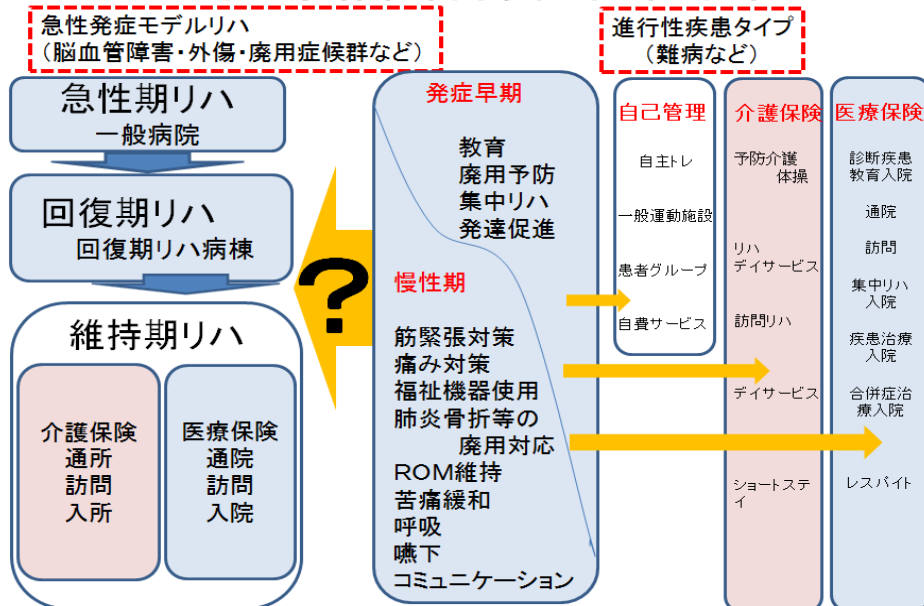 急性発症モデルリハ
（脳血管障害・外傷・廃用症候群など）
急性期リハ
一般病院
回復期リハ
回復期リハ病棟
維持期リハ
介護保険
通所
訪問
入所
医療保険
通院
訪問
入院
?
発症早期
教育
廃用予防
集中リハ
発達促進
慢性期
筋緊張対策
痛み対策
福祉機器使用
肺炎骨折等の
廃用対応
ROM維持
苦痛緩和
呼吸
嚥下
コミュニケーション
進行性疾患タイプ
（難病など）
自己管理
自主トレ
一般運動施設
患者グループ
自費サービス
介護保険
予防介護
体操
リハ
デイサービス
訪問リハ
デイサービス
ショートステ
イ
医療保険
診断疾患
教育入院
通院
訪問
集中リハ
入院
疾患治療
入院
合併症治
療入院
レスパイト